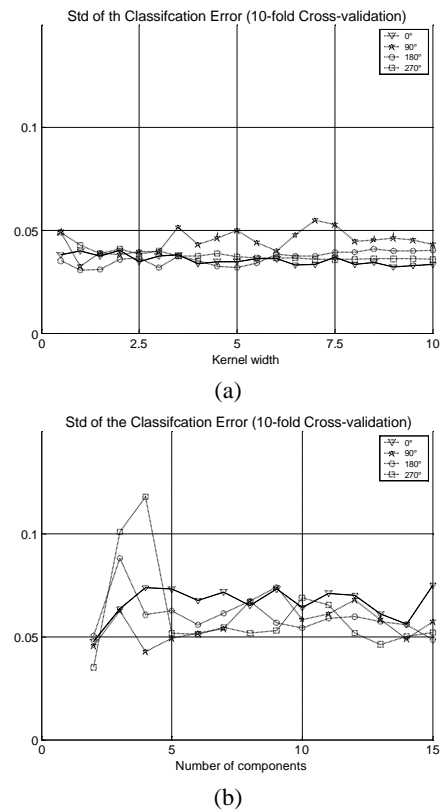 Std of th Classifcation Error (10-fold Cross-validation)
0°
90°
180°
270°
0.1
0.05
0
0 2.5 5 7.5 10
Kernel width
(a)
Std of the Classifcation Error (10-fold Cross-validation)
0°
90°
180°
270°
0.1
0.05
0
0 5 10 15
Number of components
(b)